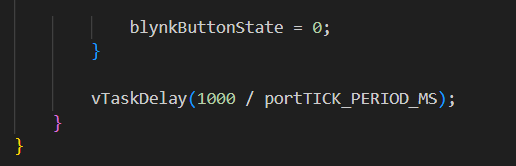 blynkButtonState = 0;
}
vTaskDelay(1000 / portTICK_PERIOD_MS);
}
}